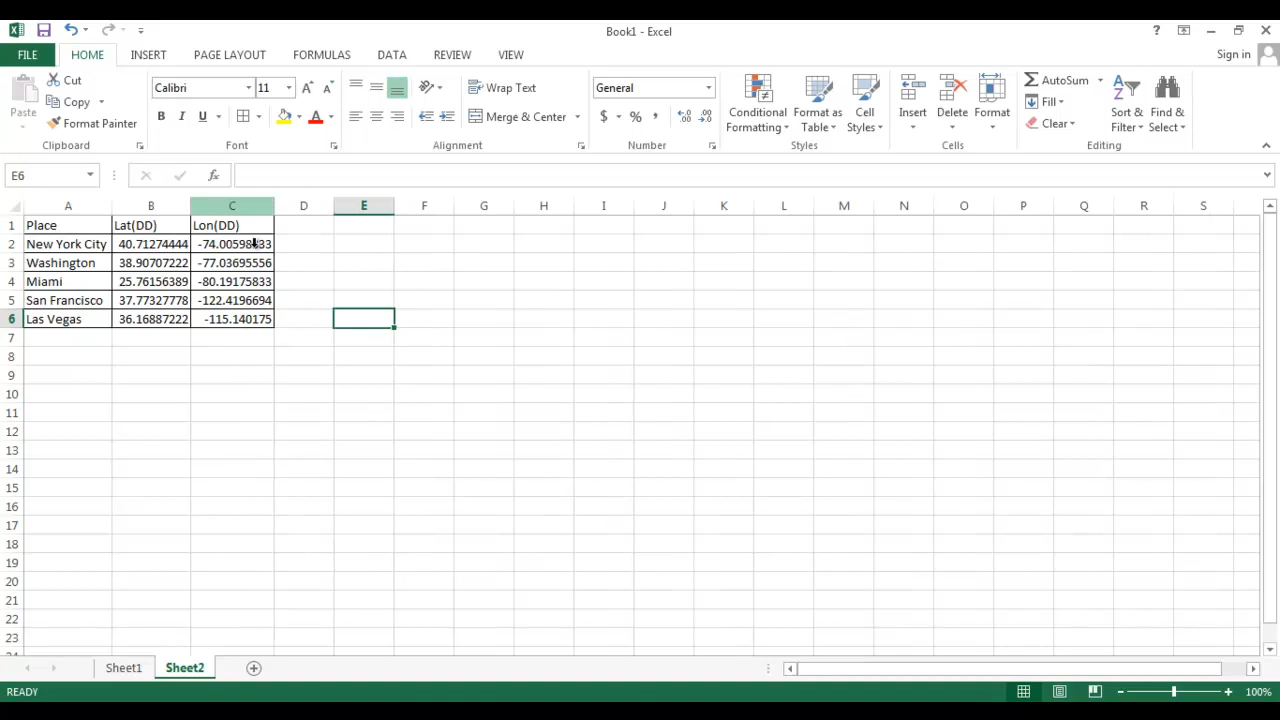 Book1 - Excel
?
Sign in
FILE HOME INSERT PAGE LAYOUT FORMULAS DATA REVIEW VIEW
Paste
Cut
Copy
Format Painter
Clipboard
Calibri 11 A A
B I U A
Font
Wrap Text
Merge & Center
Alignment
General
$ % ,
Number
Conditional Formatting
Format as Table
Cell Styles
Styles
Insert
Delete
Format
Cells
AutoSum
Fill
Clear
Sort & Filter
Find & Select
Editing
E6 fx
A B C D E F G H I J K L M N O P Q R S
1 Place Lat(DD) Lon(DD)
2 New York City 40.71274444
3 Washington 38.90707222 -77.03695556
4 Miami 25.76156389 -80.19175833
5 San Francisco 37.77327778 -122.4196694
6 Las Vegas 36.16887222 -115.140175
7
8
9
10
11
12
13
14
15
16
17
18
19
20
21
22
23
Sheet1 Sheet2
READY 100%